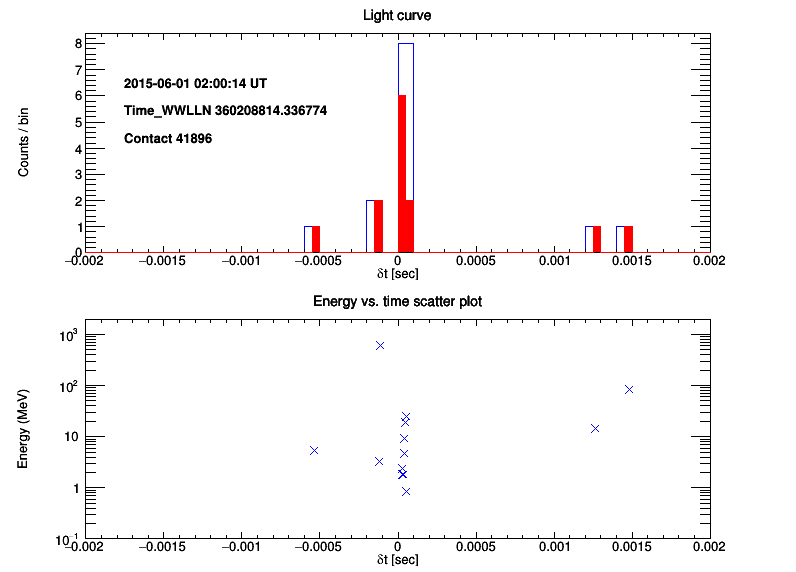 Light curve
Counts / bin
8
7
6
5
4
3
2
1
0
2015-06-01 02:00:14 UT
Time_WWLLN 360208814.336774
Contact 41896
−0.002 −0.0015 −0.001 −0.0005 0 0.0005 0.001 0.0015 0.002
δt [sec]
Energy vs. time scatter plot
Energy (MeV)
10³
10²
10
1
10⁻¹
−0.002 −0.0015 −0.001 −0.0005 0 0.0005 0.001 0.0015 0.002
δt [sec]